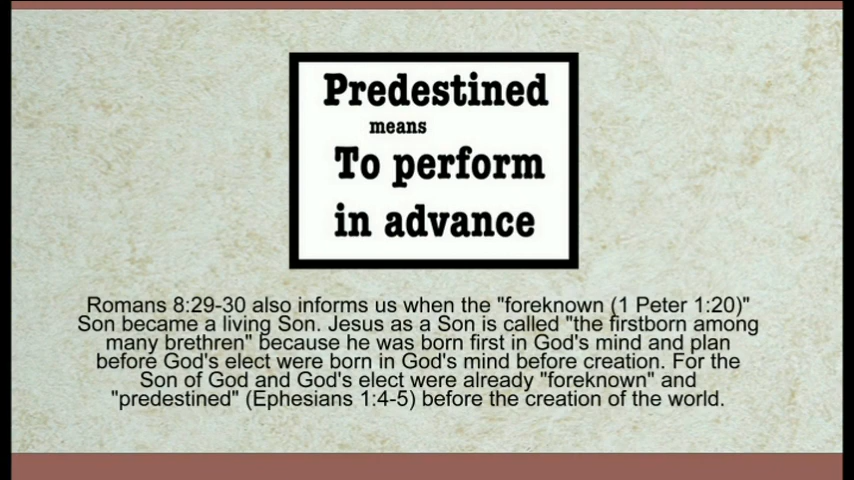 Predestined
means
To perform
in advance
Romans 8:29-30 also informs us when the "foreknown (1 Peter 1:20)"
Son became a living Son. Jesus as a Son is called "the firstborn among
many brethren" because he was born first in God's mind and plan
before God's elect were born in God's mind before creation. For the
Son of God and God's elect were already "foreknown" and
"predestined" (Ephesians 1:4-5) before the creation of the world.